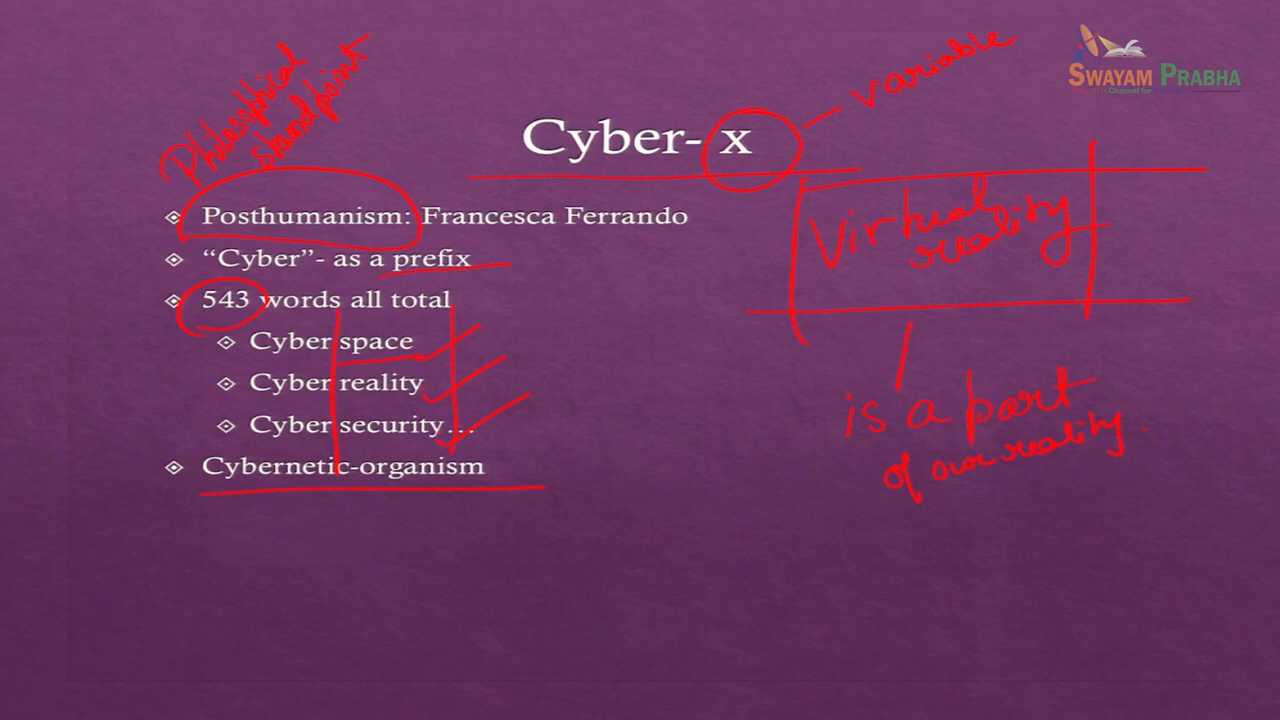 SWAYAM PRABHA
Philosophical
standpoint
variable
Cyber- x
Posthumanism: Francesca Ferrando
"Cyber"- as a prefix
543 words all total
Cyber space
Cyber reality
Cyber security...
Cybernetic-organism
Virtual
reality
is a part
of our reality.